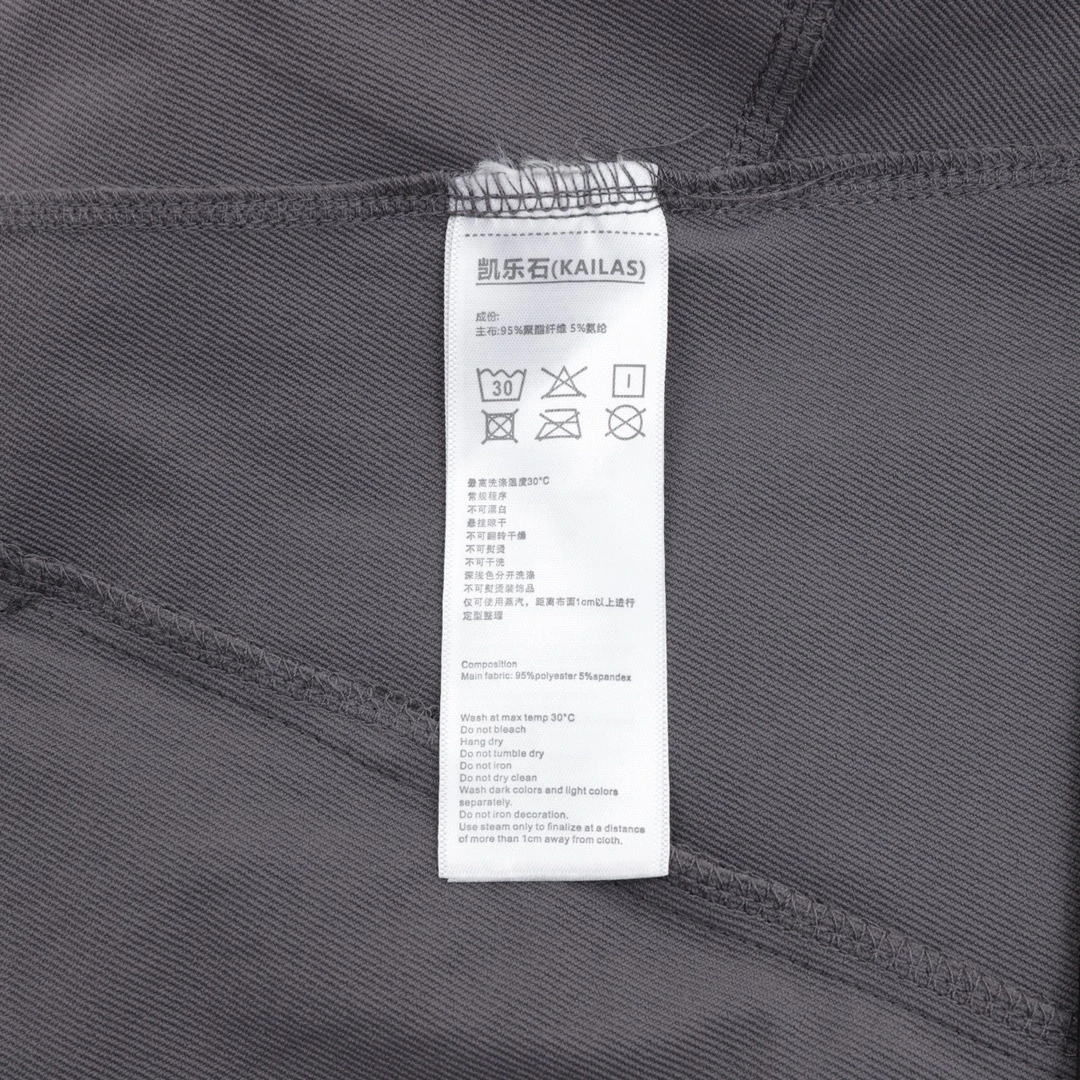 凯乐石(KAILAS)
成份:
主布:95%聚酯纤维 5%氨纶
30
最高洗涤温度30°C
常规程序
不可漂白
悬挂晾干
不可翻转干燥
不可熨烫
不可干洗
深浅色分开洗涤
不可熨烫装饰品
仅可使用蒸汽，距离布面1cm以上进行
定型整理
Composition
Main fabric: 95%polyester 5%spandex
Wash at max temp 30°C
Do not bleach
Hang dry
Do not tumble dry
Do not iron
Do not dry clean
Wash dark colors and light colors
separately.
Do not iron decoration.
Use steam only to finalize at a distance
of more than 1cm away from cloth.